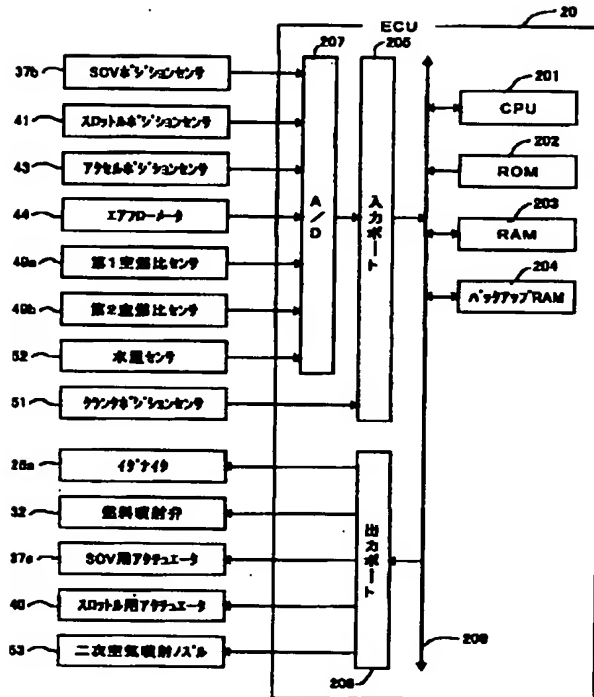 ECU
20
207
205
37b
SCVポジションセンサ
41
スロットルポジションセンサ
43
アクセルポジションセンサ
44
エアフローメータ
49a
第1空燃比センサ
49b
第2空燃比センサ
52
水温センサ
51
クランクポジションセンサ
A/D
入力ポート
201
CPU
202
ROM
203
RAM
204
バックアップRAM
イグナイタ
32
燃料噴射弁
37a
SCV用アクチュエータ
40
スロットル用アクチュエータ
53
二次空気噴射ノズル
出力ポート
206